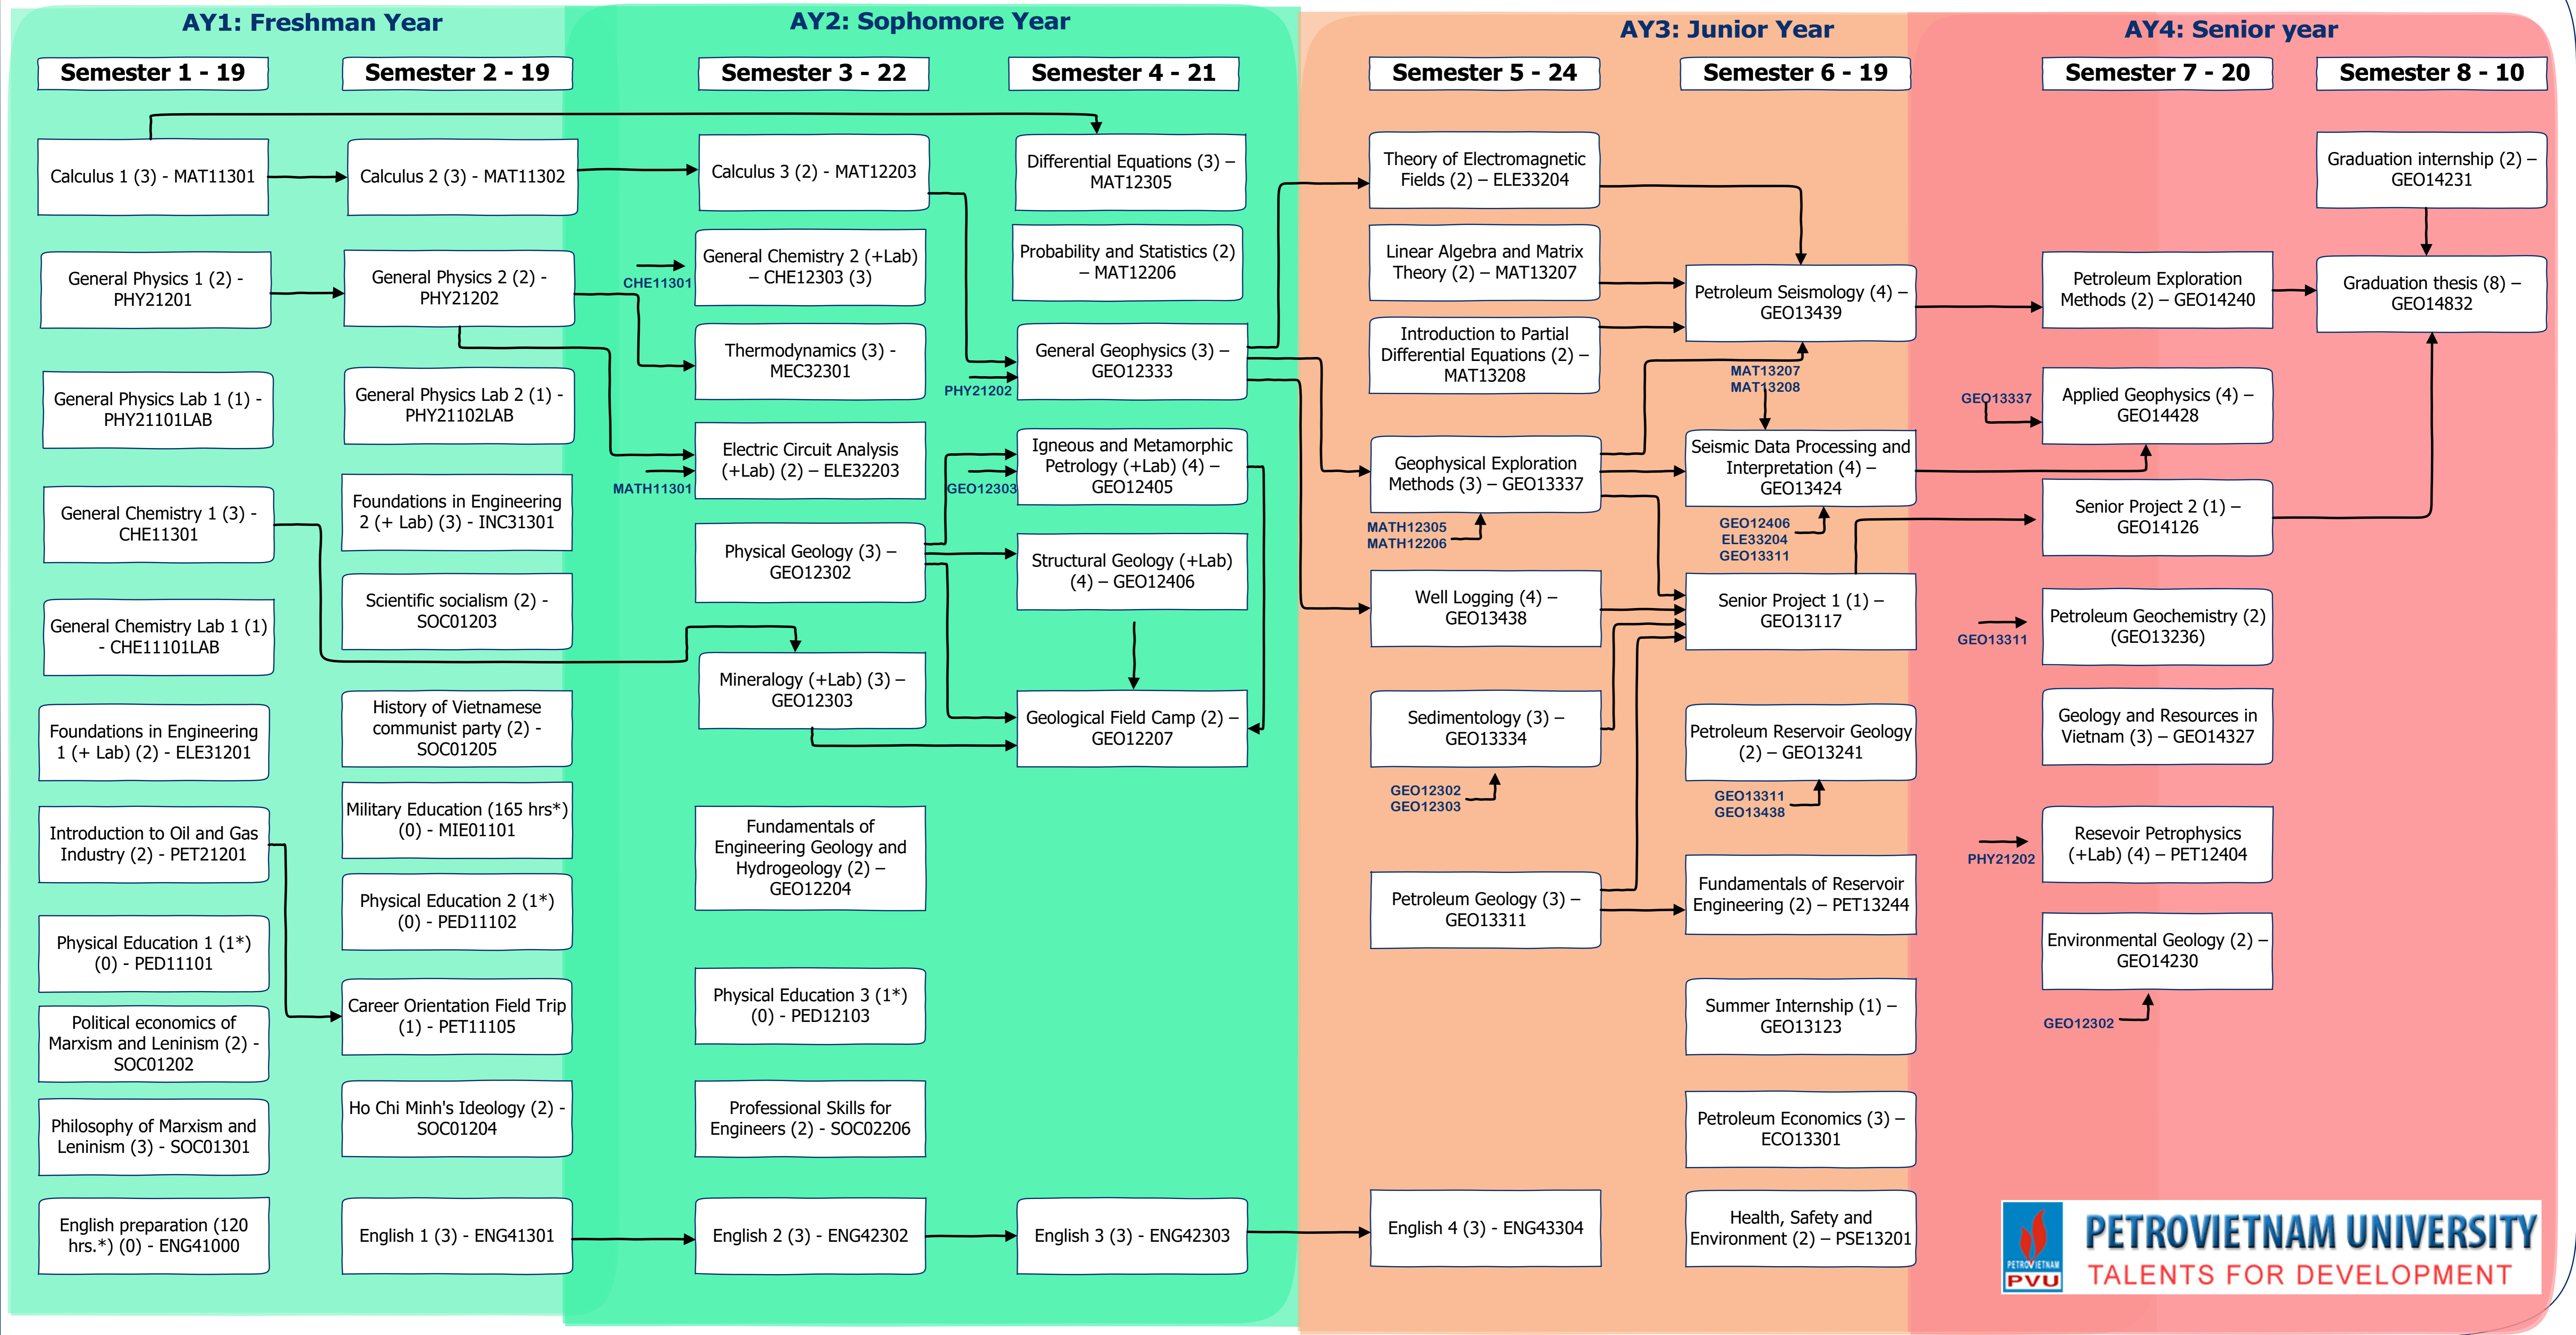 AY1: Freshman Year
AY2: Sophomore Year
AY3: Junior Year
AY4: Senior year
Semester 1 - 19
Semester 2 - 19
Semester 3 - 22
Semester 4 - 21
Semester 5 - 24
Semester 6 - 19
Semester 7 - 20
Semester 8 - 10
Calculus 1 (3) - MAT11301
General Physics 1 (2) -
PHY21201
General Physics Lab 1 (1) -
PHY21101LAB
General Chemistry 1 (3) -
CHE11301
General Chemistry Lab 1 (1)
- CHE11101LAB
Foundations in Engineering
1 (+ Lab) (2) - ELE31201
Introduction to Oil and Gas
Industry (2) - PET21201
Physical Education 1 (1*)
(0) - PED11101
Political economics of
Marxism and Leninism (2) -
SOC01202
Philosophy of Marxism and
Leninism (3) - SOC01301
English preparation (120
hrs.*) (0) - ENG41000
Calculus 2 (3) - MAT11302
General Physics 2 (2) -
PHY21202
General Physics Lab 2 (1) -
PHY21102LAB
Foundations in Engineering
2 (+ Lab) (3) - INC31301
Scientific socialism (2) -
SOC01203
History of Vietnamese
communist party (2) -
SOC01205
Military Education (165 hrs*)
(0) - MIE01101
Physical Education 2 (1*)
(0) - PED11102
Career Orientation Field Trip
(1) - PET11105
Ho Chi Minh's Ideology (2) -
SOC01204
English 1 (3) - ENG41301
Calculus 3 (2) - MAT12203
CHE11301
General Chemistry 2 (+Lab)
– CHE12303 (3)
Thermodynamics (3) -
MEC32301
MATH11301
Electric Circuit Analysis
(+Lab) (2) – ELE32203
Physical Geology (3) –
GEO12302
Mineralogy (+Lab) (3) –
GEO12303
Fundamentals of
Engineering Geology and
Hydrogeology (2) –
GEO12204
Physical Education 3 (1*)
(0) - PED12103
Professional Skills for
Engineers (2) - SOC02206
English 2 (3) - ENG42302
Differential Equations (3) –
MAT12305
Probability and Statistics (2)
– MAT12206
General Geophysics (3) –
GEO12333
PHY21202
Igneous and Metamorphic
Petrology (+Lab) (4) –
GEO12405
GEO12303
Structural Geology (+Lab)
(4) – GEO12406
Geological Field Camp (2) –
GEO12207
English 3 (3) - ENG42303
Theory of Electromagnetic
Fields (2) – ELE33204
Linear Algebra and Matrix
Theory (2) – MAT13207
Introduction to Partial
Differential Equations (2) –
MAT13208
Geophysical Exploration
Methods (3) – GEO13337
MATH12305
MATH12206
Well Logging (4) –
GEO13438
Sedimentology (3) –
GEO13334
GEO12302
GEO12303
Petroleum Geology (3) –
GEO13311
English 4 (3) - ENG43304
Petroleum Seismology (4) –
GEO13439
MAT13207
MAT13208
Seismic Data Processing and
Interpretation (4) –
GEO13424
GEO12406
ELE33204
GEO13311
Senior Project 1 (1) –
GEO13117
Petroleum Reservoir Geology
(2) – GEO13241
GEO13311
GEO13438
Fundamentals of Reservoir
Engineering (2) – PET13244
Summer Internship (1) –
GEO13123
Petroleum Economics (3) –
ECO13301
Health, Safety and
Environment (2) – PSE13201
Petroleum Exploration
Methods (2) – GEO14240
GEO13337
Applied Geophysics (4) –
GEO14428
Senior Project 2 (1) –
GEO14126
GEO13311
Petroleum Geochemistry (2)
(GEO13236)
Geology and Resources in
Vietnam (3) – GEO14327
PHY21202
Resevoir Petrophysics
(+Lab) (4) – PET12404
Environmental Geology (2) –
GEO14230
GEO12302
Graduation internship (2) –
GEO14231
Graduation thesis (8) –
GEO14832
PETROVIETNAM
PVU
PETROVIETNAM UNIVERSITY
TALENTS FOR DEVELOPMENT